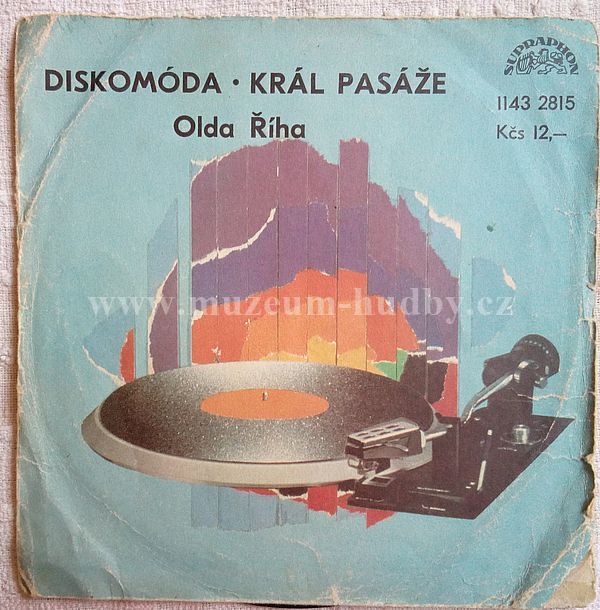 SUPRAPHON
DISKOMÓDA · KRÁL PASÁŽE
1143 2815
Olda Říha
Kčs 12,–
www.muzeum-hudby.cz